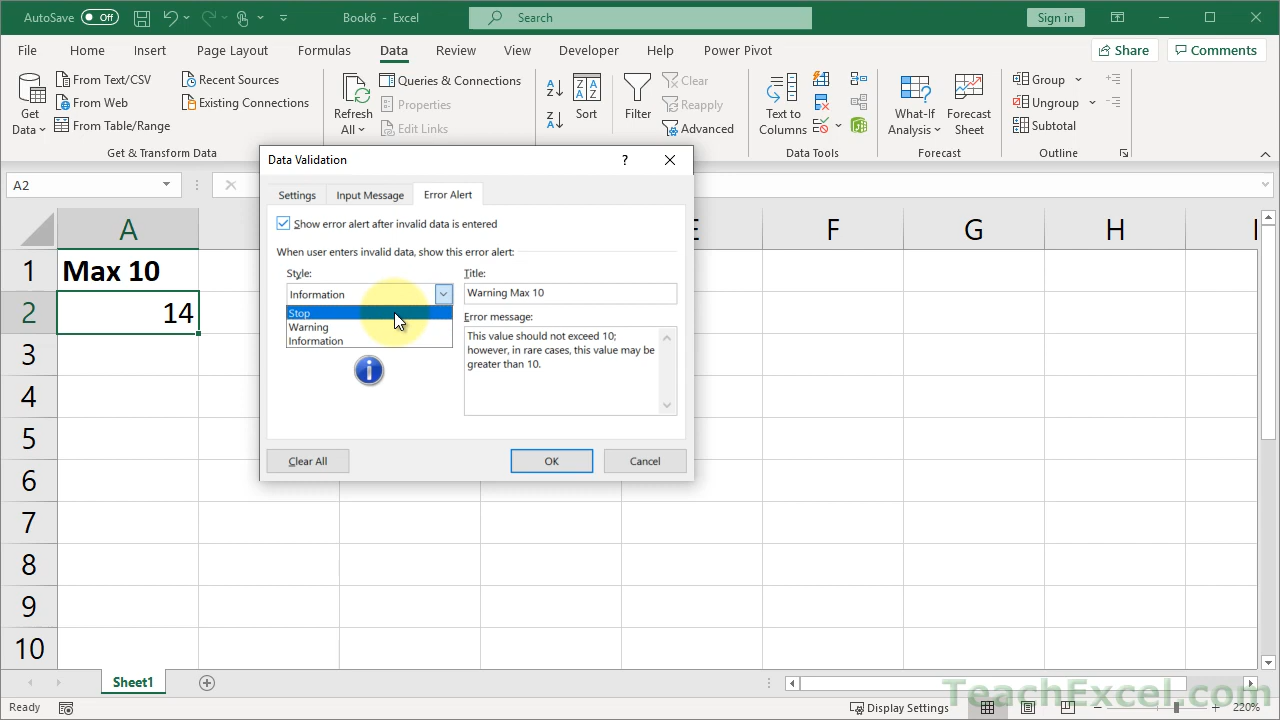 AutoSave Off Book6 - Excel Search Sign in
File Home Insert Page Layout Formulas Data Review View Developer Help Power Pivot Share Comments
Get Data
From Text/CSV
From Web
From Table/Range
Recent Sources
Existing Connections
Get & Transform Data
Refresh All
Queries & Connections
Properties
Edit Links
Sort
Filter
Clear
Reapply
Advanced
Text to Columns
Data Tools
What-If Analysis
Forecast Sheet
Forecast
Group
Ungroup
Subtotal
Outline
A2
Data Validation ?
Settings Input Message Error Alert
Show error alert after invalid data is entered
When user enters invalid data, show this error alert:
Style: Title:
Information Warning Max 10
Stop
Warning
Information
Error message:
This value should not exceed 10;
however, in rare cases, this value may be
greater than 10.
Clear All OK Cancel
A E F G H
1 Max 10
2 14
3
4
5
6
7
8
9
10
Sheet1
Ready Display Settings 220%
TeachExcel.com